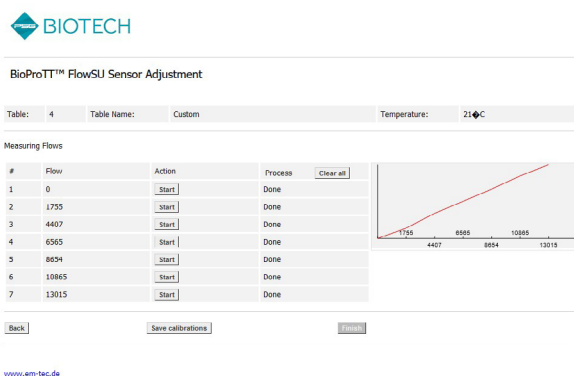 BIOTECH
BioProTT™ FlowSU Sensor Adjustment
Table: 4 Table Name: Custom Temperature: 21�C
Measuring Flows
# Flow Action Process Clear all
1 0 Start Done
2 1755 Start Done
3 4407 Start Done
4 6565 Start Done
5 8654 Start Done
6 10865 Start Done
7 13015 Start Done
1755 6565 10865
4407 8654 13015
Back Save calibrations Finish
www.em-tec.de